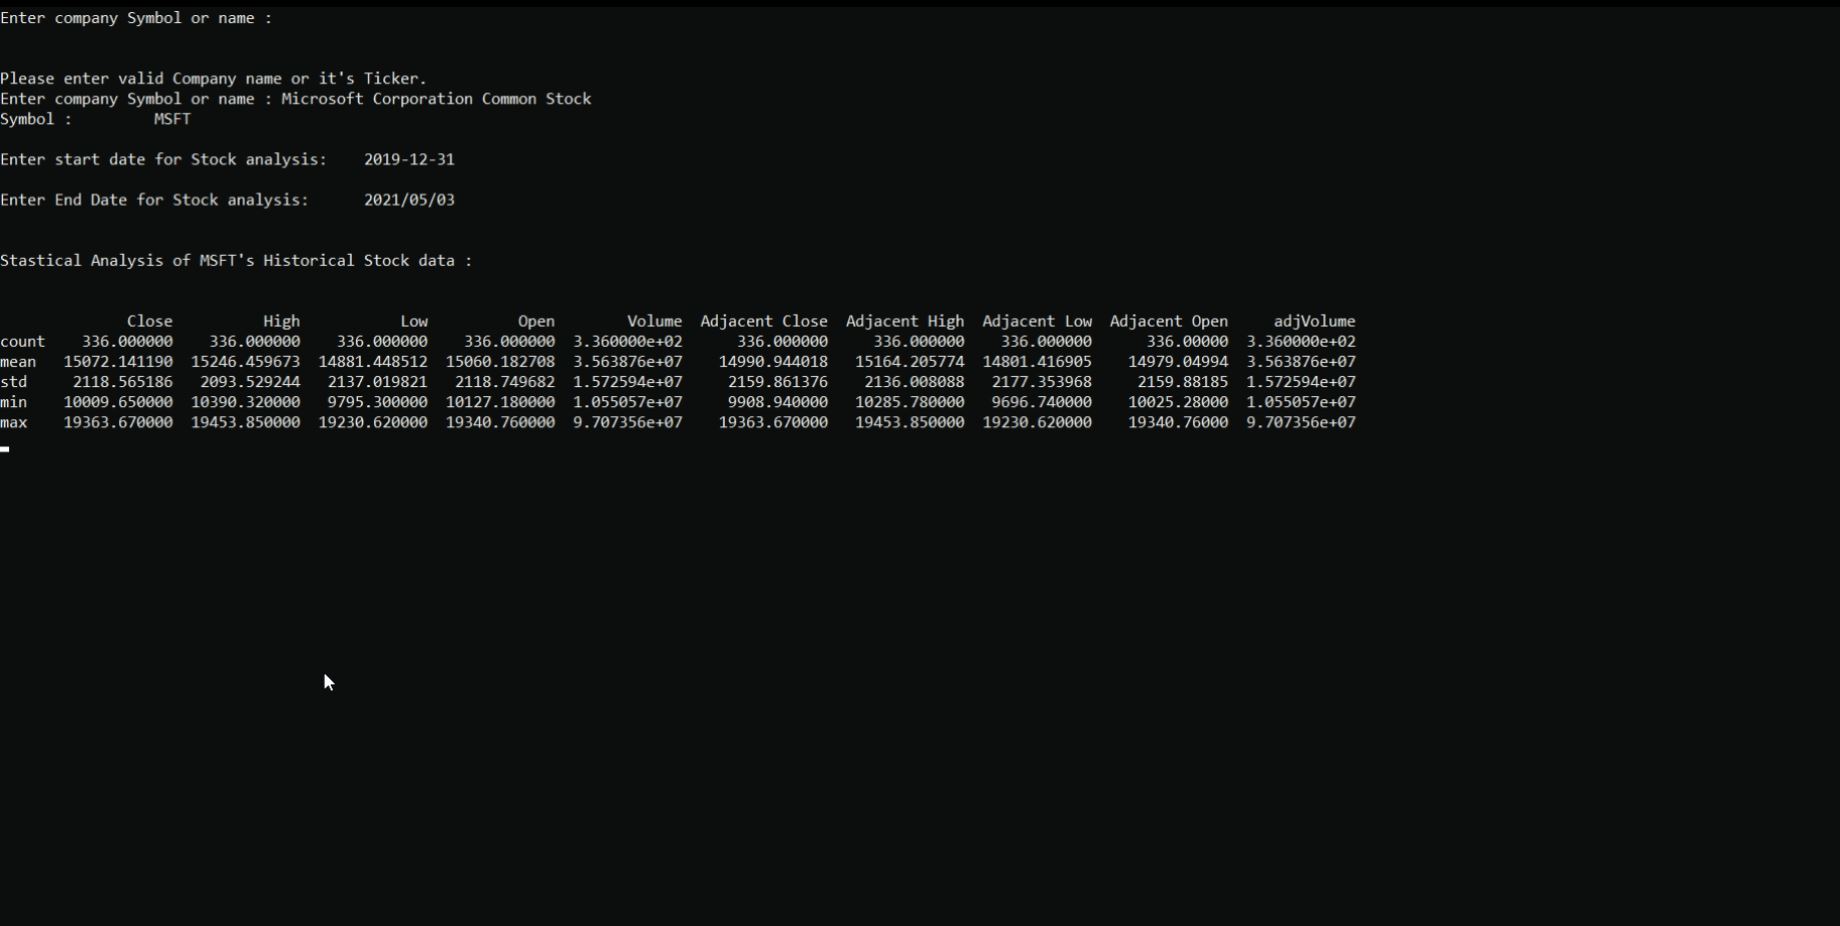 Enter company Symbol or name :
Please enter valid Company name or it's Ticker.
Enter company Symbol or name : Microsoft Corporation Common Stock
Symbol :         MSFT
Enter start date for Stock analysis:    2019-12-31
Enter End Date for Stock analysis:      2021/05/03
Stastical Analysis of MSFT's Historical Stock data :
              Close          High           Low          Open        Volume  Adjacent Close  Adjacent High  Adjacent Low  Adjacent Open     adjVolume
count    336.000000    336.000000    336.000000    336.000000  3.360000e+02      336.000000     336.000000    336.000000      336.00000  3.360000e+02
mean   15072.141190  15246.459673  14881.448512  15060.182708  3.563876e+07    14990.944018   15164.205774  14801.416905    14979.04994  3.563876e+07
std     2118.565186   2093.529244   2137.019821   2118.749682  1.572594e+07     2159.861376    2136.008088   2177.353968     2159.88185  1.572594e+07
min    10009.650000  10390.320000   9795.300000  10127.180000  1.055057e+07     9908.940000   10285.780000   9696.740000    10025.28000  1.055057e+07
max    19363.670000  19453.850000  19230.620000  19340.760000  9.707356e+07    19363.670000   19453.850000  19230.620000    19340.76000  9.707356e+07